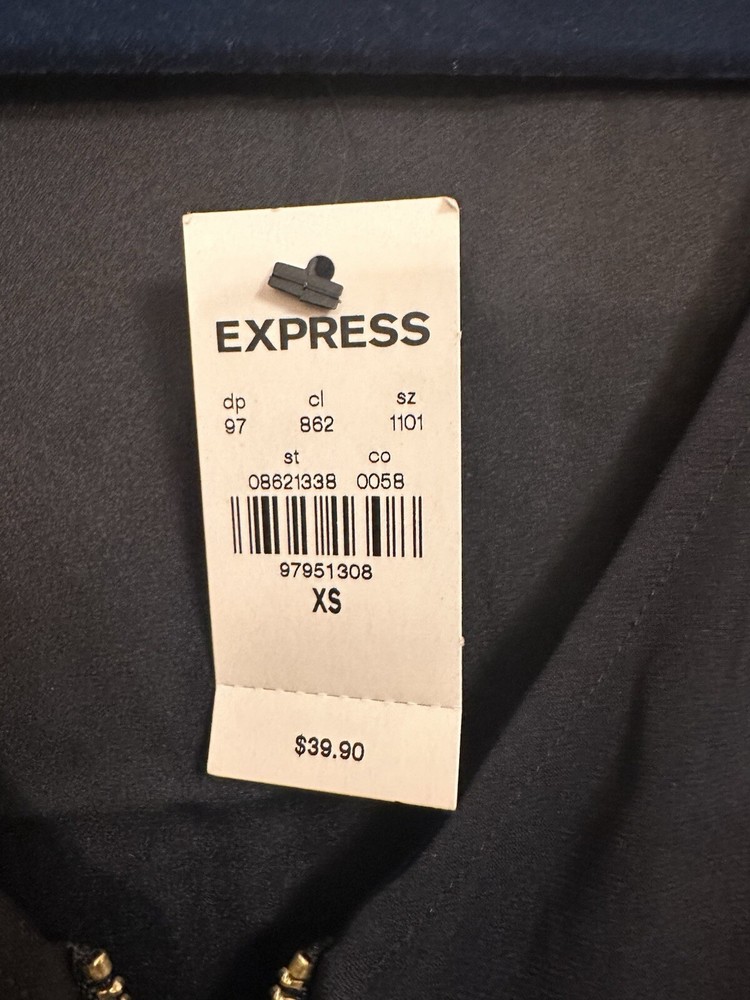 EXPRESS
dp cl sz
97 862 1101
st co
08621338 0058
97951308
XS
$39.90